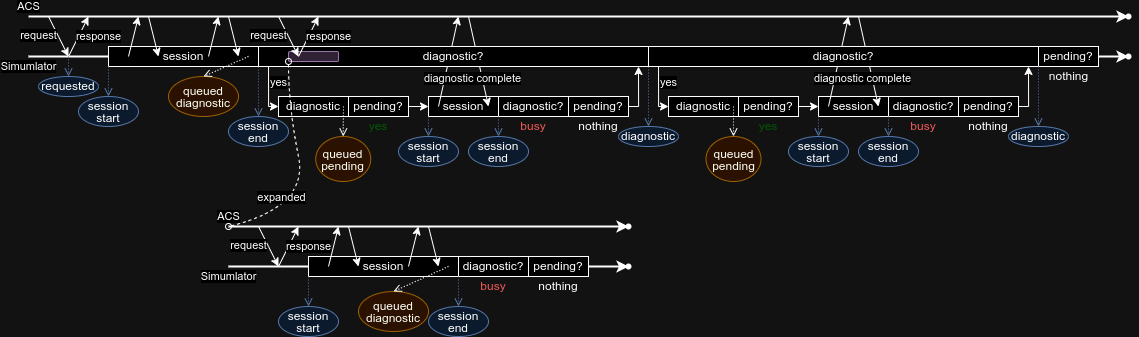 ACS
request
response
request
response
Simumlator
session
diagnostic?
diagnostic?
pending?
nothing
requested
session
start
queued
diagnostic
session
end
yes
diagnostic
pending?
yes
queued
pending
diagnostic complete
session
diagnostic?
pending?
busy
nothing
session
start
session
end
diagnostic
yes
diagnostic
pending?
yes
queued
pending
diagnostic complete
session
diagnostic?
pending?
busy
nothing
session
start
session
end
diagnostic
expanded
ACS
request
response
Simumlator
session
diagnostic?
pending?
busy
nothing
session
start
queued
diagnostic
session
end